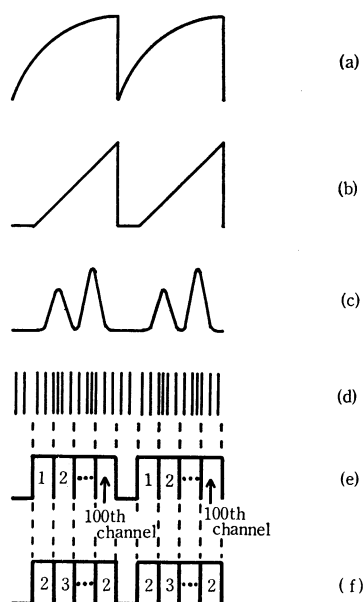 (a)
(b)
(c)
(d)
1 2 ••• 1 2 ••• (e)
100th channel 100th channel
2 3 ••• 2 2 3 ••• 2 (f)